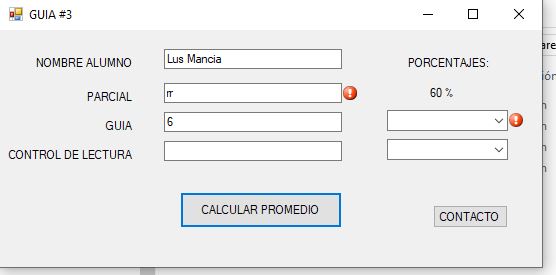 GUIA #3
NOMBRE ALUMNO Lus Mancia PORCENTAJES:
PARCIAL rr 60 %
GUIA 6
CONTROL DE LECTURA
CALCULAR PROMEDIO
CONTACTO